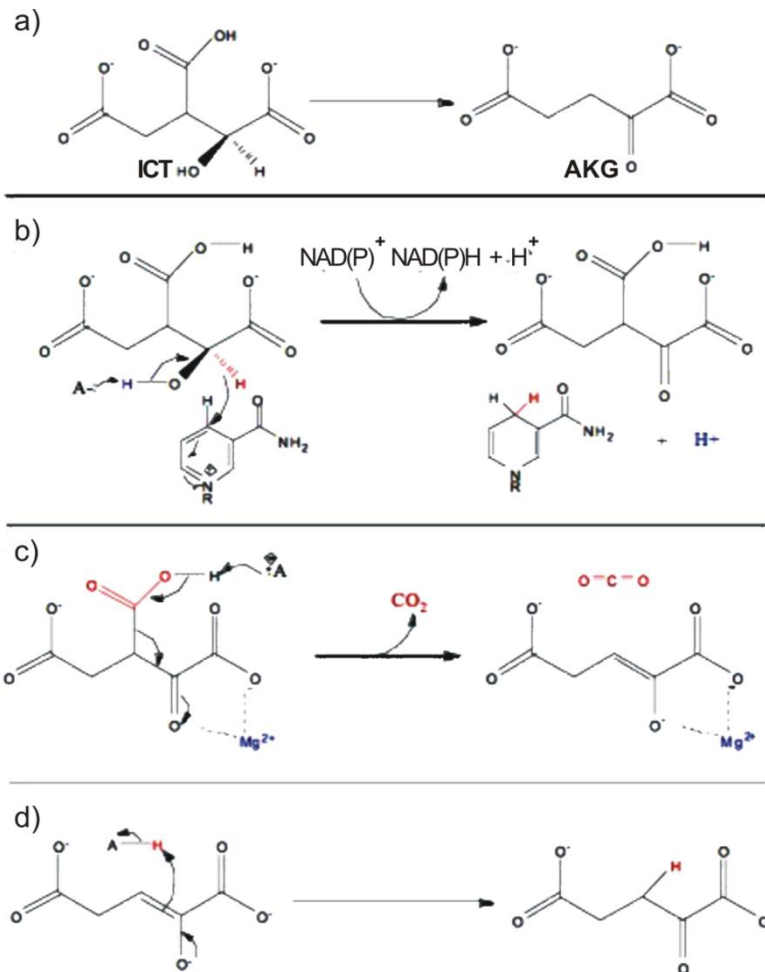 a)
O OH
O⁻ O⁻
O O
ICT HO H
O⁻ O⁻
O O
AKG O
b)
NAD(P)⁺ NAD(P)H + H⁺
O O H
O⁻ O⁻
O O
A H O H
H O
NH₂
N
R
O O H
O⁻ O⁻
O O
O
H H O
NH₂
N
R
+ H+
c)
O O H :A
O⁻ O
O O⁻
O
Mg²⁺
CO₂
O=C=O
O⁻ O
O O
O⁻
Mg²⁺
d)
A H
O⁻ O
O O⁻
O⁻
O⁻ H O
O O
O